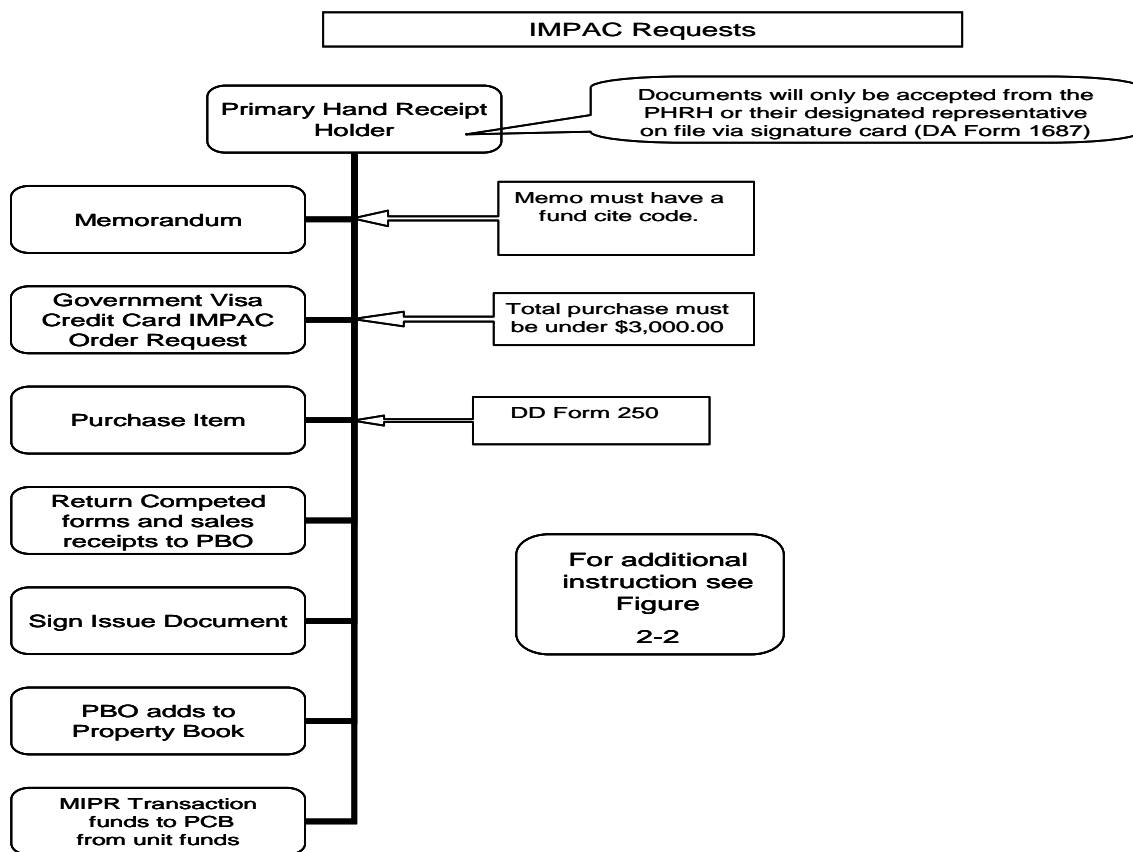 IMPAC Requests
Primary Hand Receipt
Holder
Documents will only be accepted from the
PHRH or their designated representative
on file via signature card (DA Form 1687)
Memorandum
Memo must have a
fund cite code.
Government Visa
Credit Card IMPAC
Order Request
Total purchase must
be under $3,000.00
Purchase Item
DD Form 250
Return Competed
forms and sales
receipts to PBO
For additional
instruction see
Figure
2-2
Sign Issue Document
PBO adds to
Property Book
MIPR Transaction
funds to PCB
from unit funds